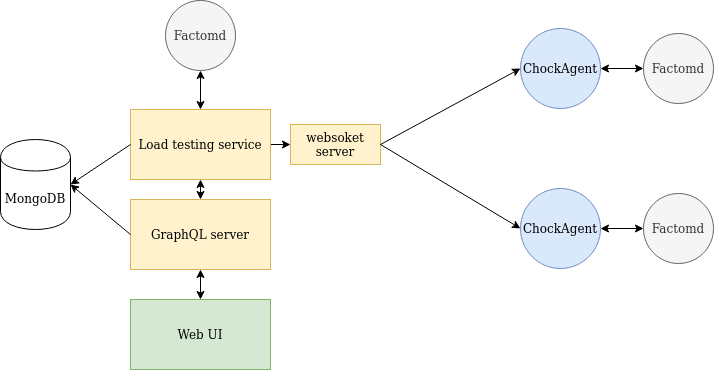 Factomd
ChockAgent
Factomd
Load testing service
websoket
server
MongoDB
GraphQL server
ChockAgent
Factomd
Web UI